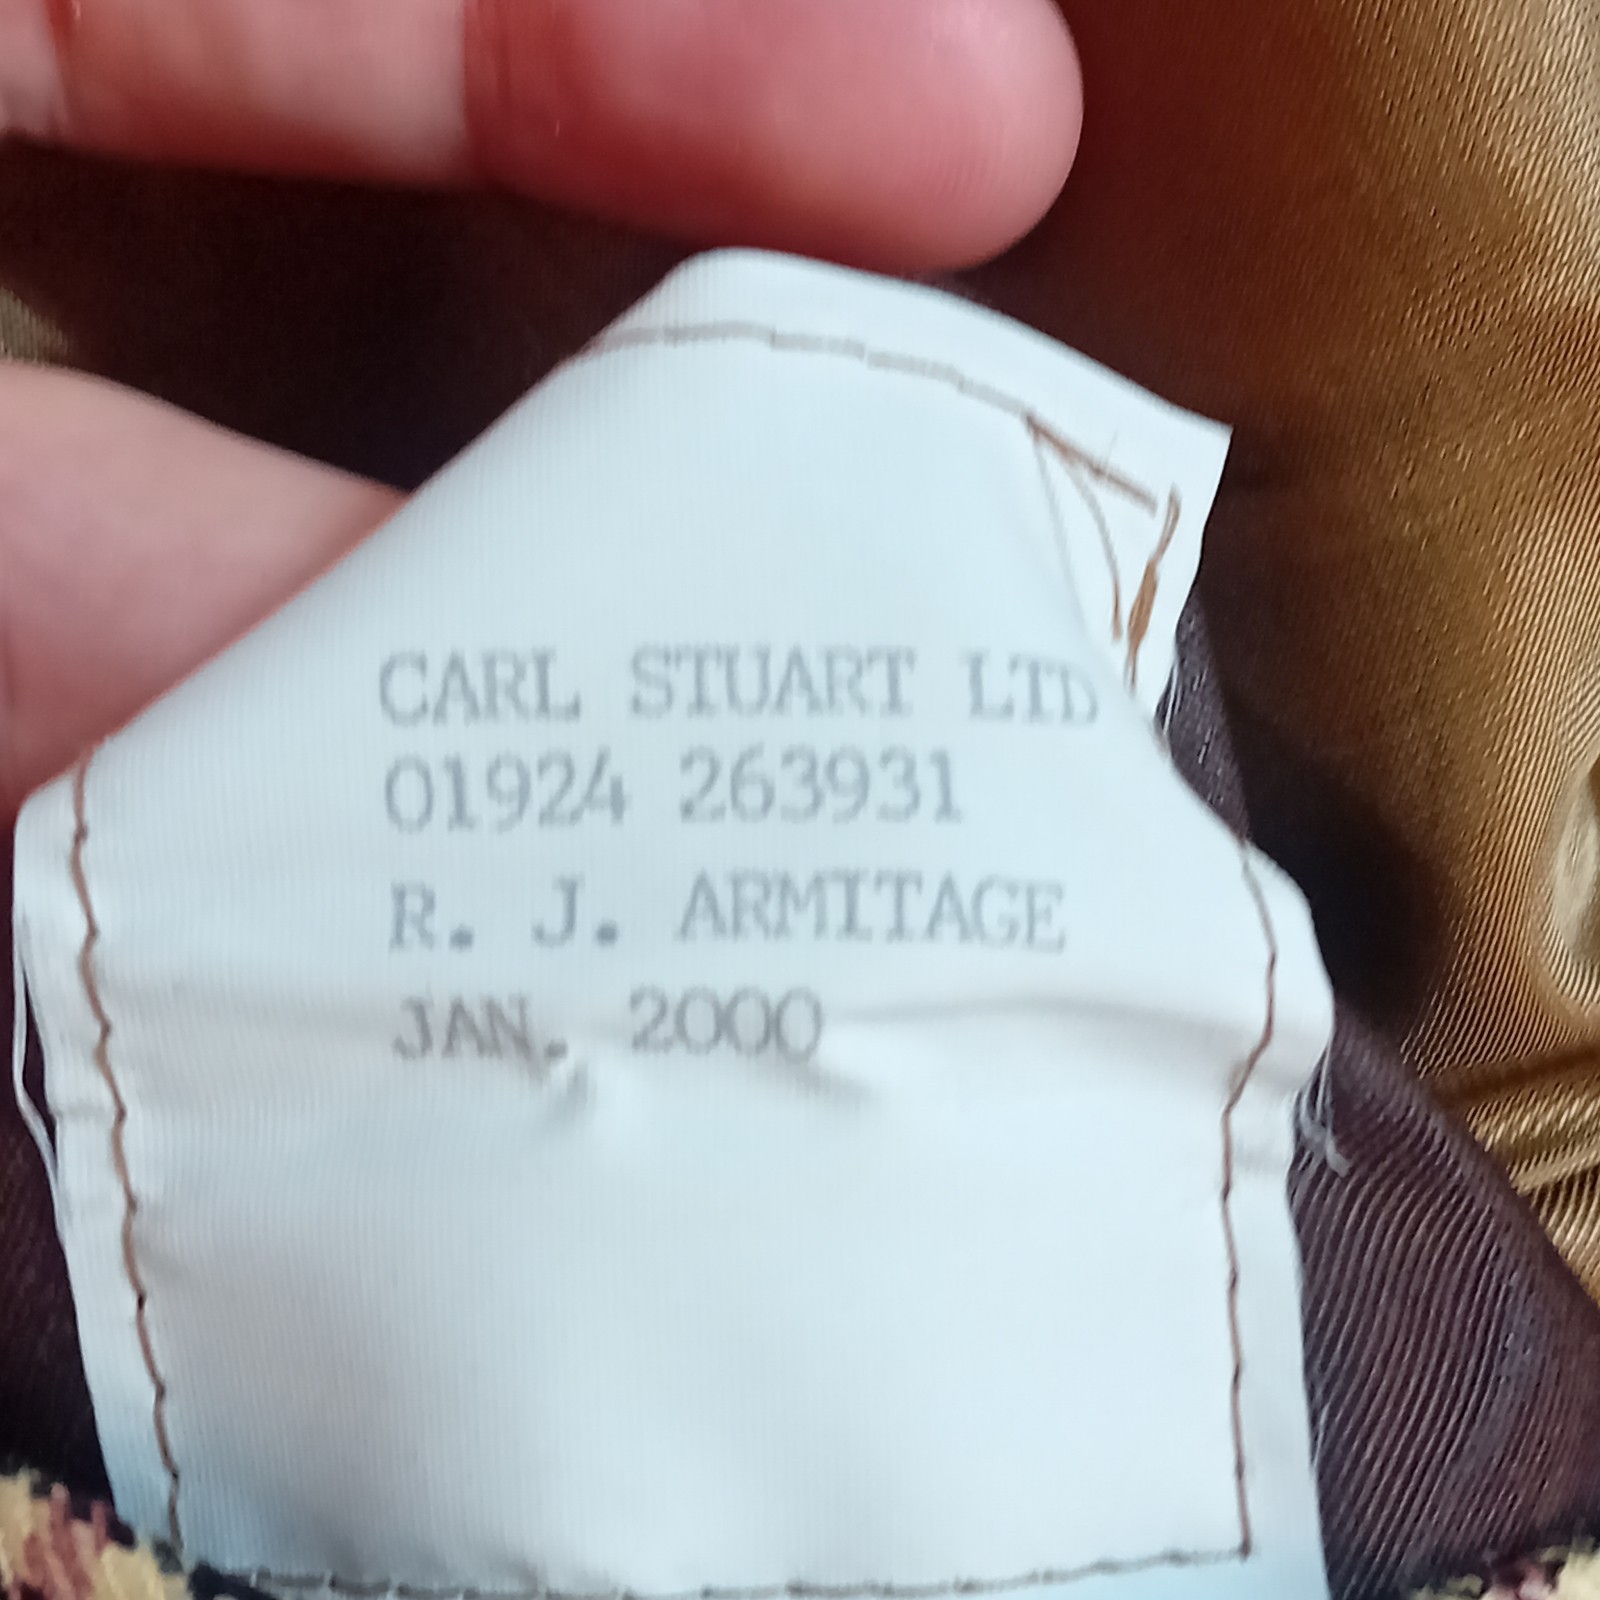 CARL STUART LTD
01924 263931
R. J. ARMITAGE
JAN. 2000